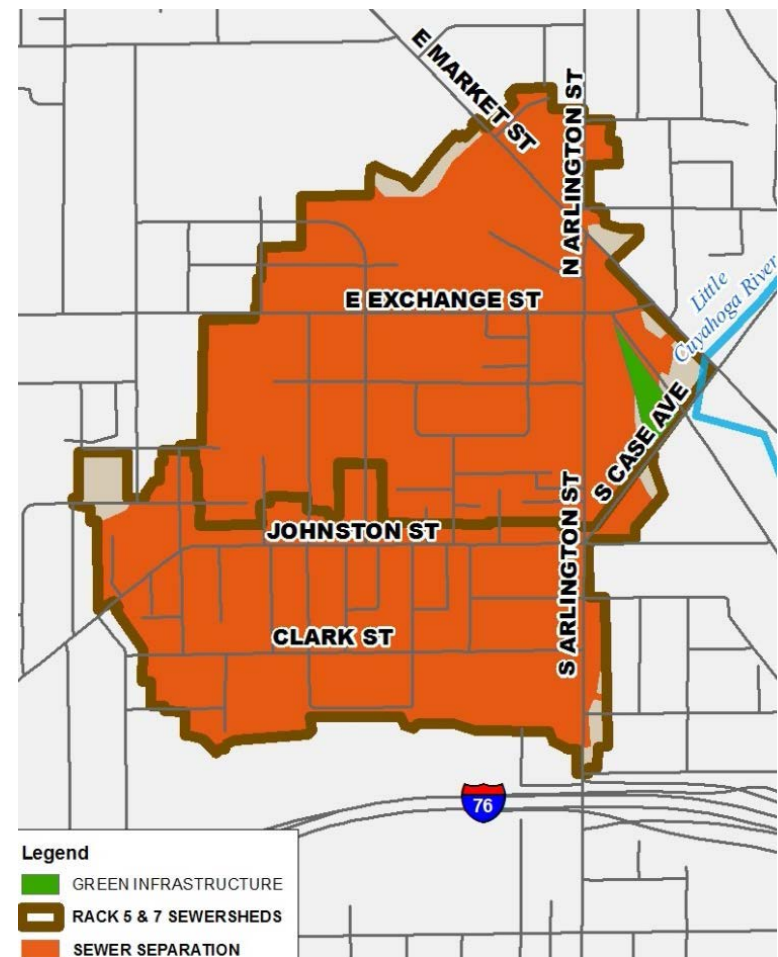 E MARKET ST
N ARLINGTON ST
E EXCHANGE ST
Little
Cuyahoga River
S CASE AVE
JOHNSTON ST
S ARLINGTON ST
CLARK ST
76
Legend
GREEN INFRASTRUCTURE
RACK 5 & 7 SEWERSHEDS
SEWER SEPARATION